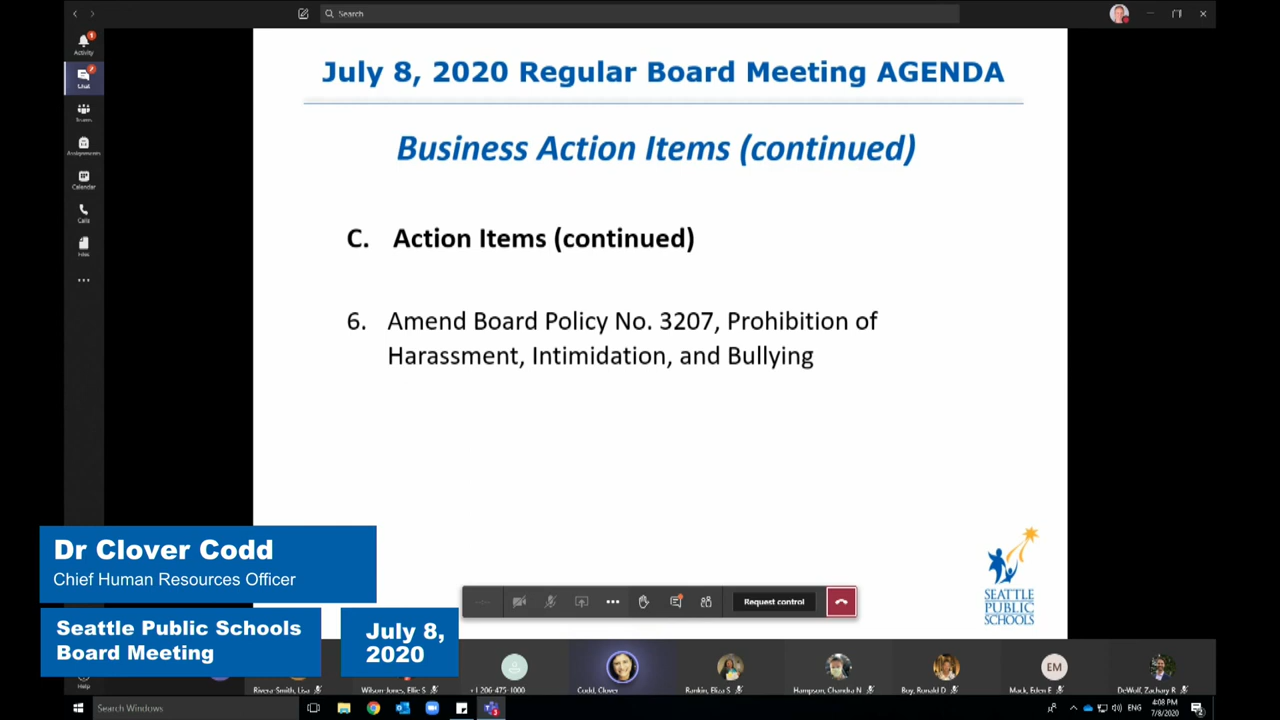 Search
Activity
Chat
Teams
Assignments
Calendar
Calls
Files
July 8, 2020 Regular Board Meeting AGENDA
Business Action Items (continued)
C. Action Items (continued)
6. Amend Board Policy No. 3207, Prohibition of
Harassment, Intimidation, and Bullying
SEATTLE
PUBLIC
SCHOOLS
Dr Clover Codd
Chief Human Resources Officer
Seattle Public Schools
Board Meeting
July 8,
2020
Request control
Help
Rivera-Smith, Lisa
Wilson-Jones, Ellie S
+1 206-475-1000
Codd, Clover
Rankin, Eliza S
Hampson, Chandra N
Boy, Ronald D
EM
Mack, Eden E
DeWolf, Zachary R
Search Windows
ENG
4:08 PM
7/8/2020